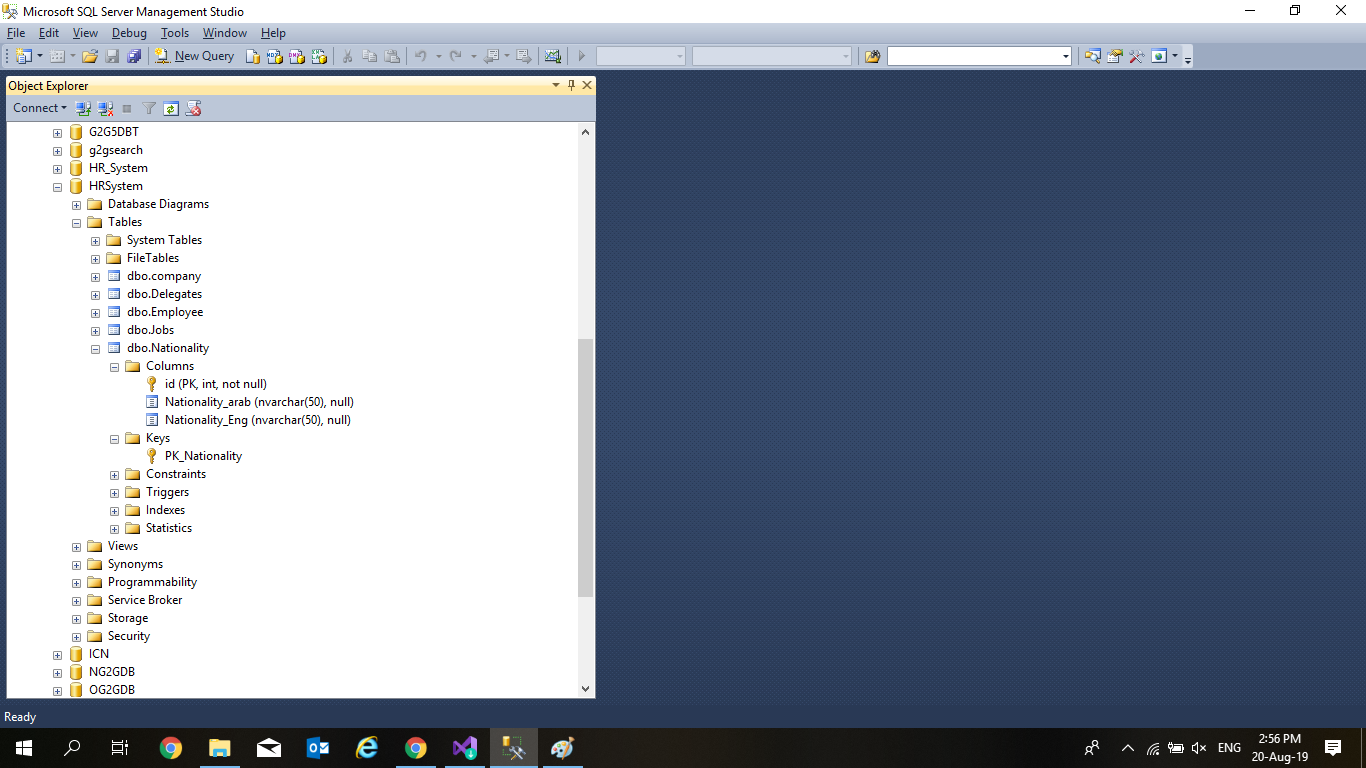 Microsoft SQL Server Management Studio
File Edit View Debug Tools Window Help
New Query
Object Explorer
Connect
G2G5DBT
g2gsearch
HR_System
HRSystem
Database Diagrams
Tables
System Tables
FileTables
dbo.company
dbo.Delegates
dbo.Employee
dbo.Jobs
dbo.Nationality
Columns
id (PK, int, not null)
Nationality_arab (nvarchar(50), null)
Nationality_Eng (nvarchar(50), null)
Keys
PK_Nationality
Constraints
Triggers
Indexes
Statistics
Views
Synonyms
Programmability
Service Broker
Storage
Security
ICN
NG2GDB
OG2GDB
Ready
ENG
2:56 PM
20-Aug-19